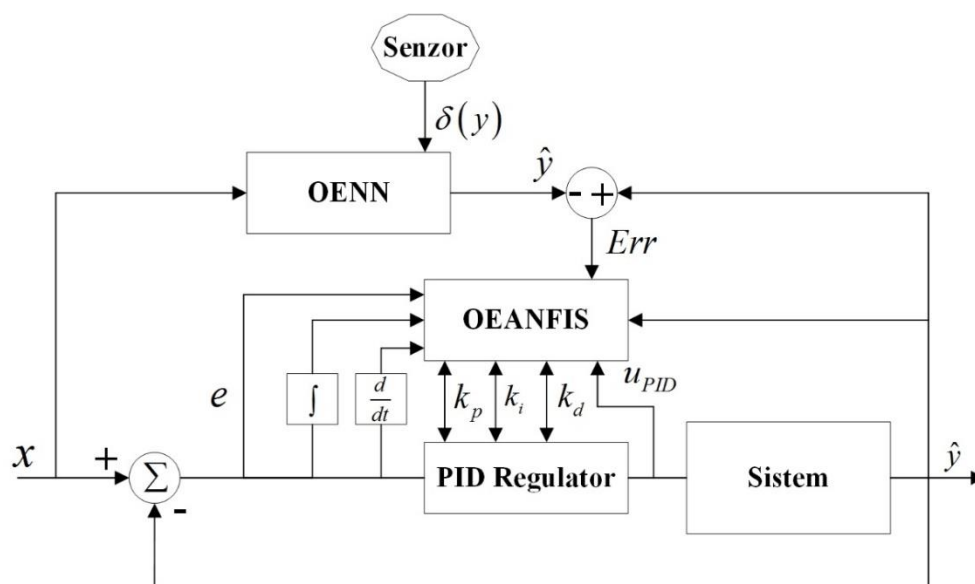 Senzor
δ(y)
OENN
ŷ
- +
Err
OEANFIS
e
∫
d/dt
k_p
k_i
k_d
u_PID
x
+
Σ
-
PID Regulator
Sistem
ŷ